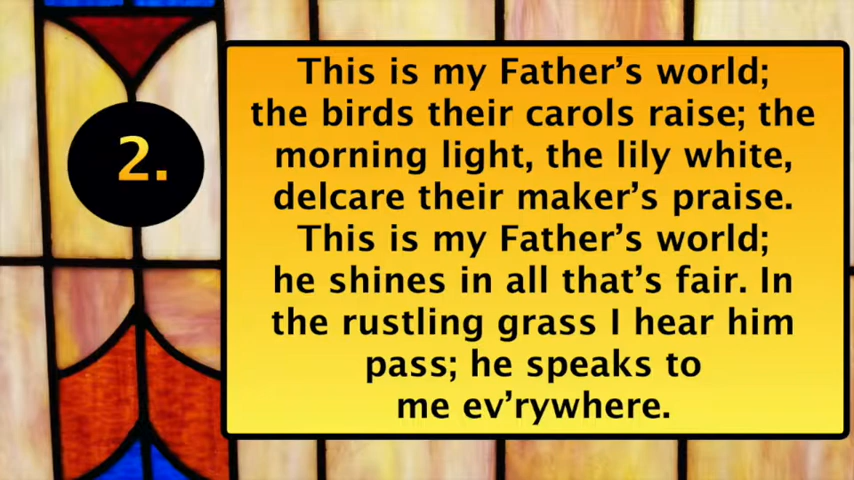 2.
This is my Father's world;
the birds their carols raise; the
morning light, the lily white,
delcare their maker's praise.
This is my Father's world;
he shines in all that's fair. In
the rustling grass I hear him
pass; he speaks to
me ev'rywhere.